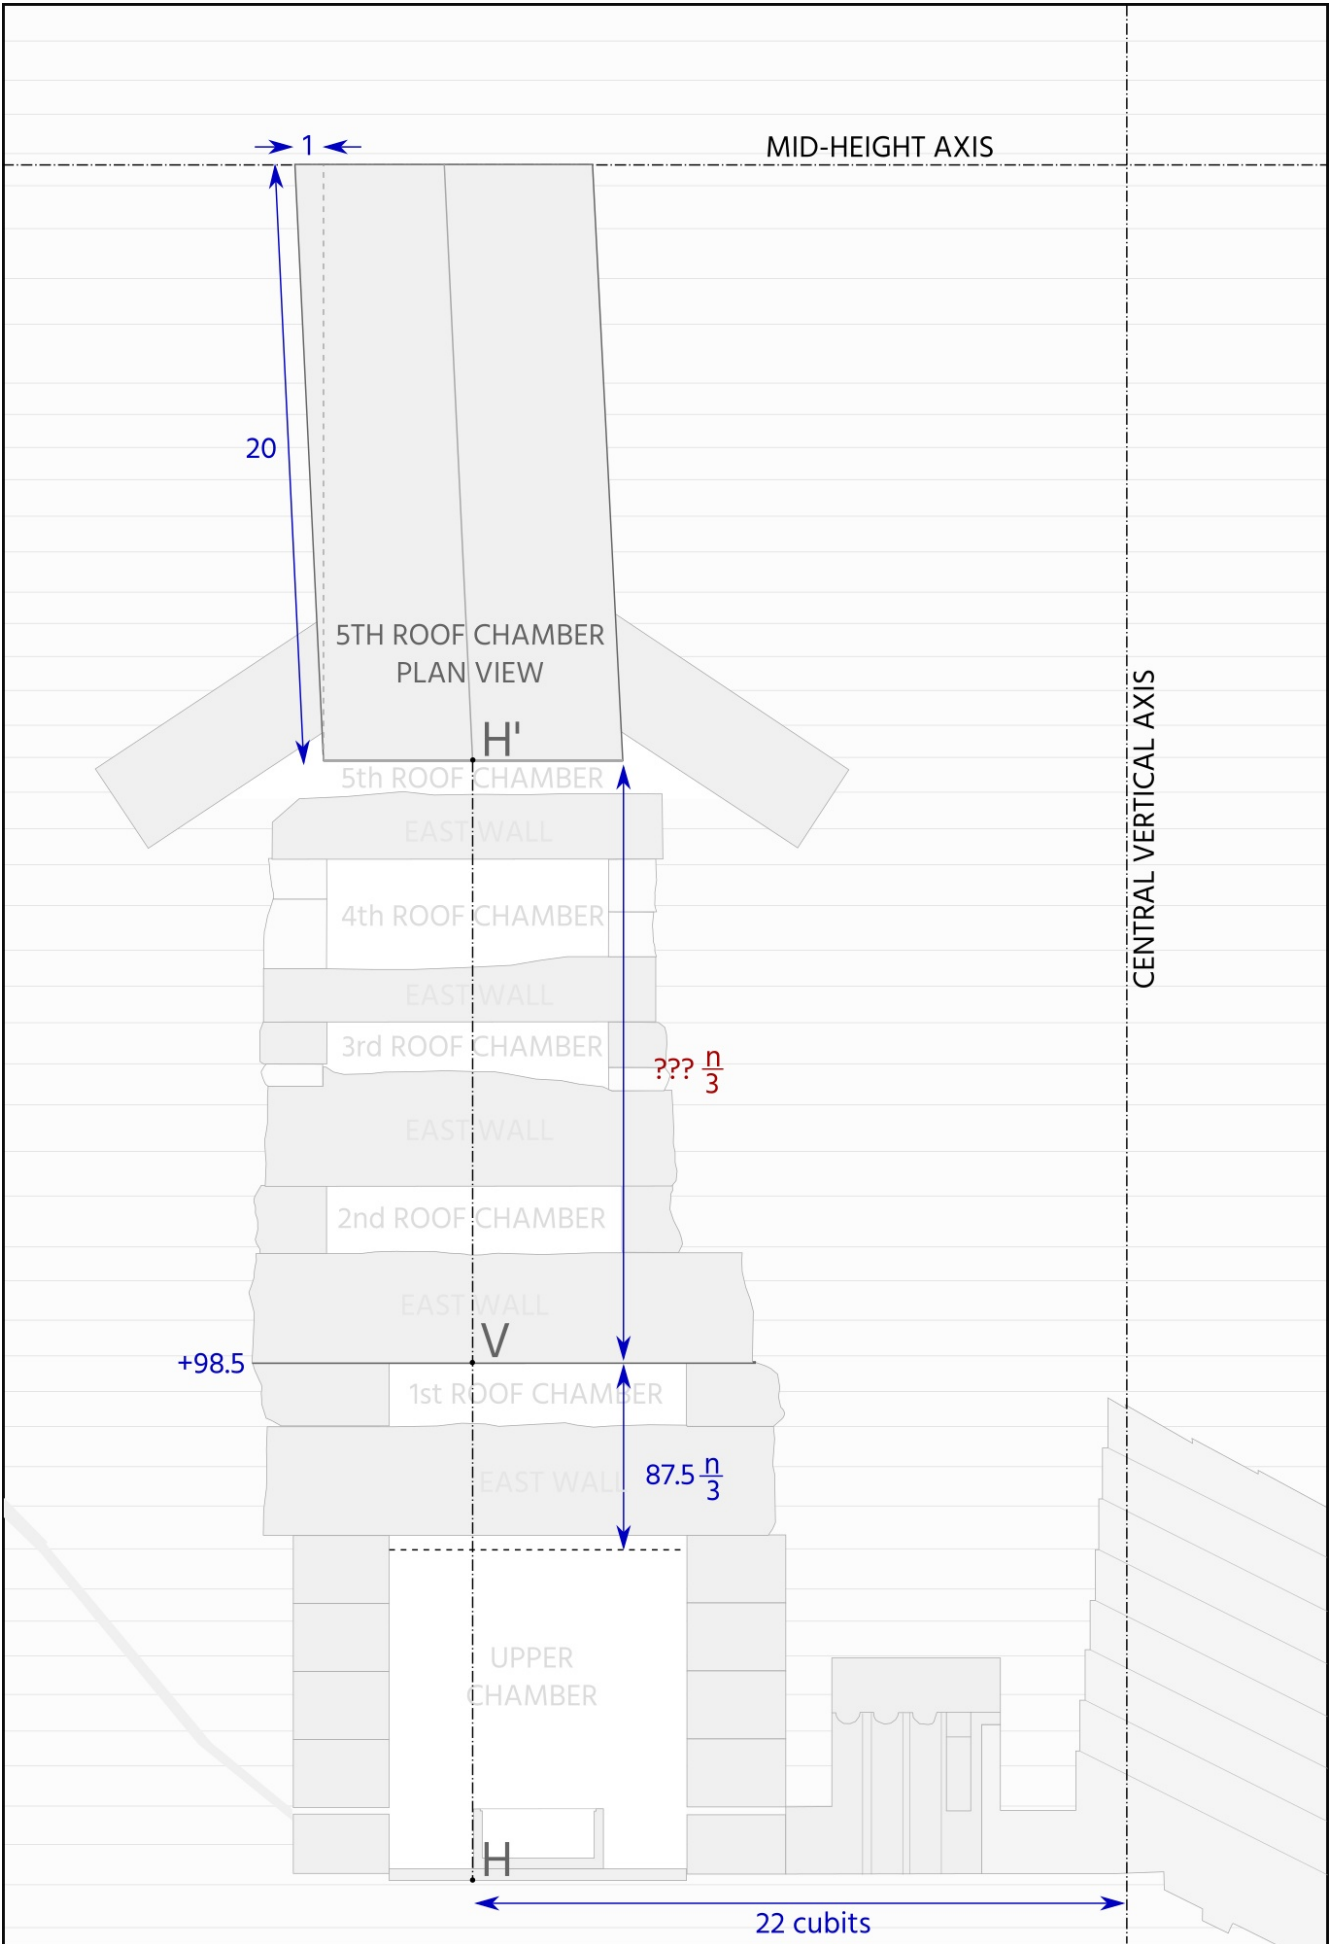 1
MID-HEIGHT AXIS
20
5TH ROOF CHAMBER
PLAN VIEW
H'
5th ROOF CHAMBER
EAST WALL
CENTRAL VERTICAL AXIS
4th ROOF CHAMBER
EAST WALL
3rd ROOF CHAMBER
??? n/3
EAST WALL
2nd ROOF CHAMBER
EAST WALL
V
+98.5
1st ROOF CHAMBER
EAST WALL
87.5 n/3
UPPER
CHAMBER
H
22 cubits